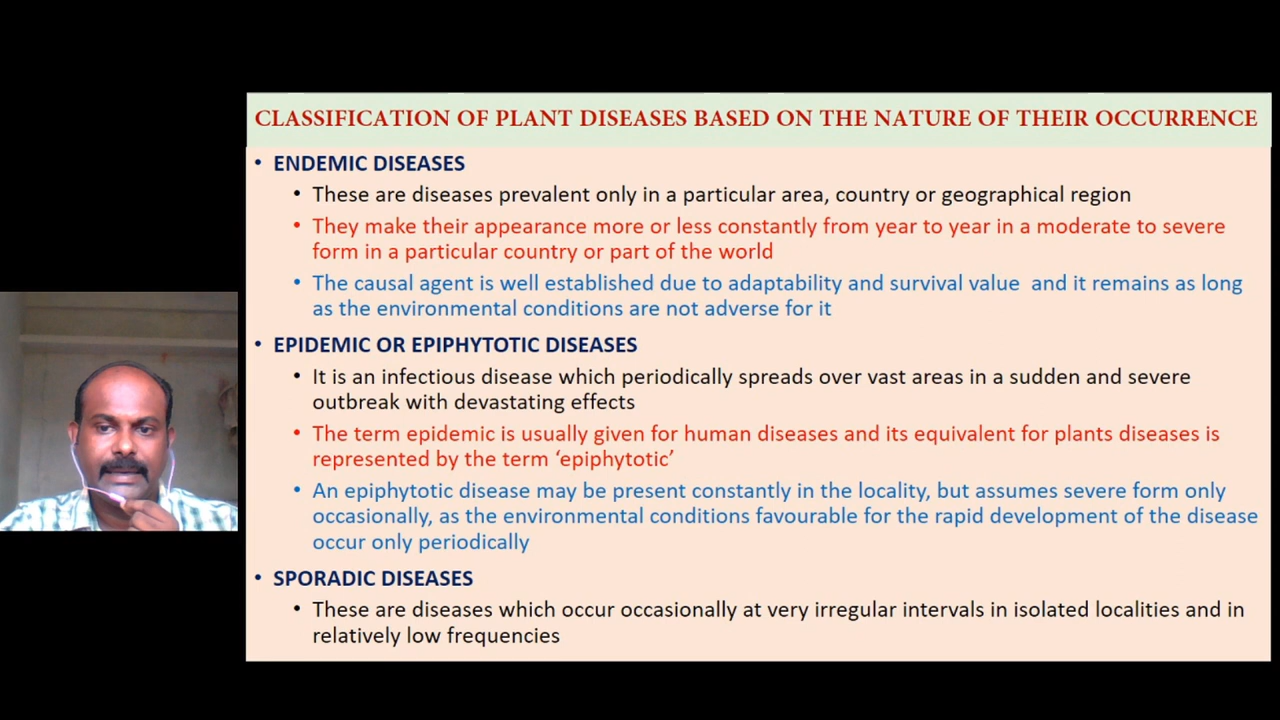 CLASSIFICATION OF PLANT DISEASES BASED ON THE NATURE OF THEIR OCCURRENCE
• ENDEMIC DISEASES
• These are diseases prevalent only in a particular area, country or geographical region
• They make their appearance more or less constantly from year to year in a moderate to severe
form in a particular country or part of the world
• The causal agent is well established due to adaptability and survival value and it remains as long
as the environmental conditions are not adverse for it
• EPIDEMIC OR EPIPHYTOTIC DISEASES
• It is an infectious disease which periodically spreads over vast areas in a sudden and severe
outbreak with devastating effects
• The term epidemic is usually given for human diseases and its equivalent for plants diseases is
represented by the term ‘epiphytotic’
• An epiphytotic disease may be present constantly in the locality, but assumes severe form only
occasionally, as the environmental conditions favourable for the rapid development of the disease
occur only periodically
• SPORADIC DISEASES
• These are diseases which occur occasionally at very irregular intervals in isolated localities and in
relatively low frequencies